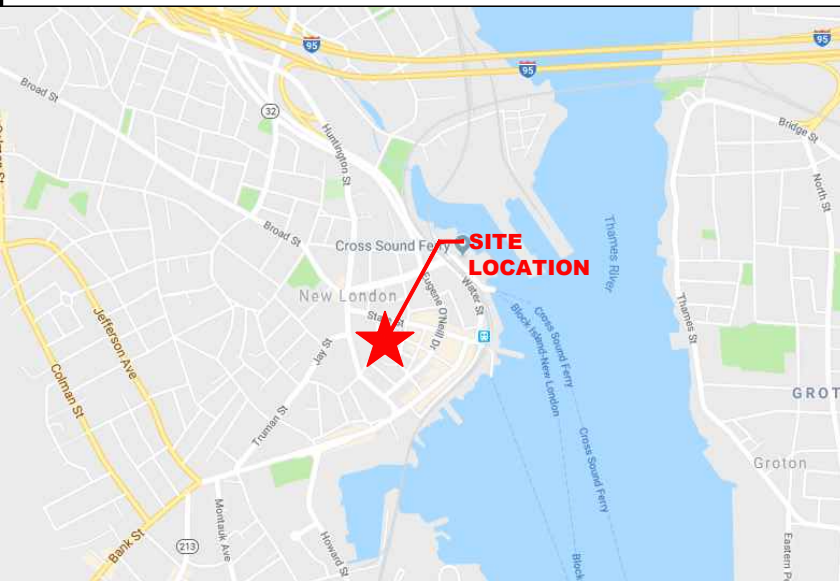 95
95
95
Broad St
32
Huntington St
Bridge St
North St
Broad St
Cross Sound Ferry
SITE
LOCATION
Thames River
New London
Eugene O'Neill Dr
Water St
State St
Jefferson Ave
Jay St
Cross Sound Ferry
Block Island-New London
Thames St
Colman St
GROT
Truman St
Cross Sound Ferry
Groton
Montauk Ave
213
Bank St
Howard St
Block
Eastern P